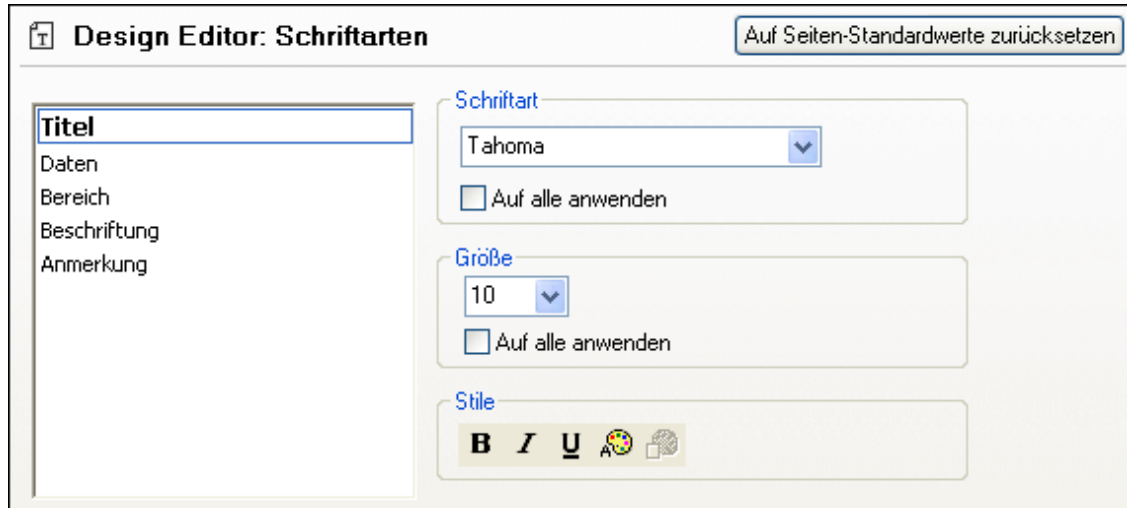 Design Editor: Schriftarten
Auf Seiten-Standardwerte zurücksetzen
Titel
Daten
Bereich
Beschriftung
Anmerkung
Schriftart
Tahoma
Auf alle anwenden
Größe
10
Auf alle anwenden
Stile
B I U A